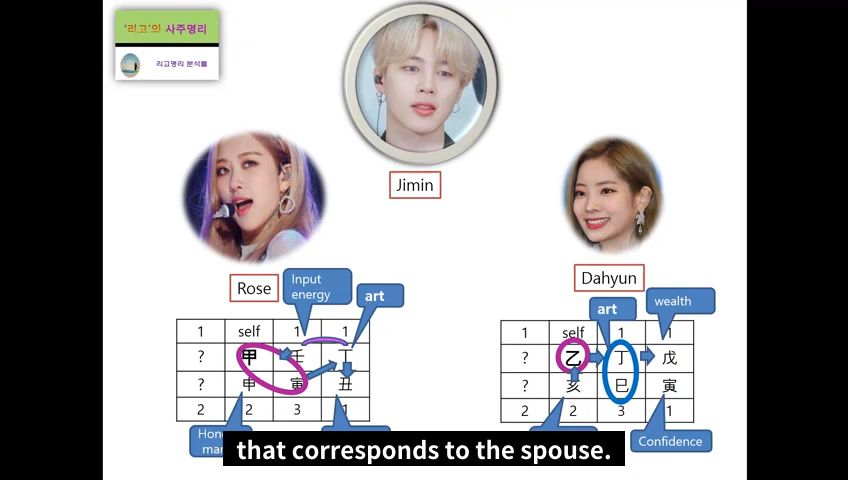 '리고'의 사주명리
리고명리 분석틀
Jimin
Rose
Dahyun
Input
energy
art
art
wealth
1 self 1 1
? 甲 壬 丁
? 申 寅 丑
2 2 3 1
1 self 1 1
? 乙 丁 戊
? 亥 巳 寅
2 2 3 1
Confidence
that corresponds to the spouse.